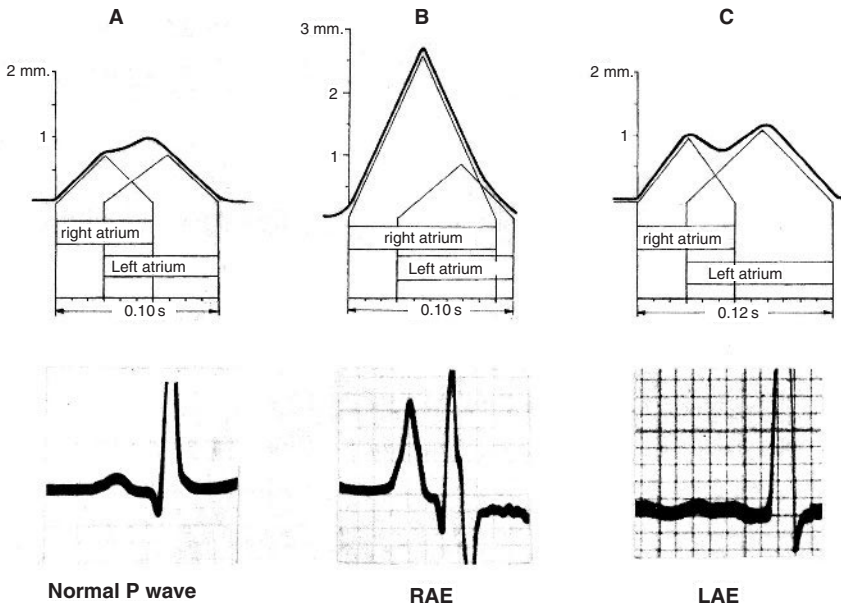 A
2 mm.
1
right atrium
Left atrium
0.10 s
B
3 mm.
2
1
right atrium
Left atrium
0.10 s
C
2 mm.
1
right atrium
Left atrium
0.12 s
Normal P wave
RAE
LAE